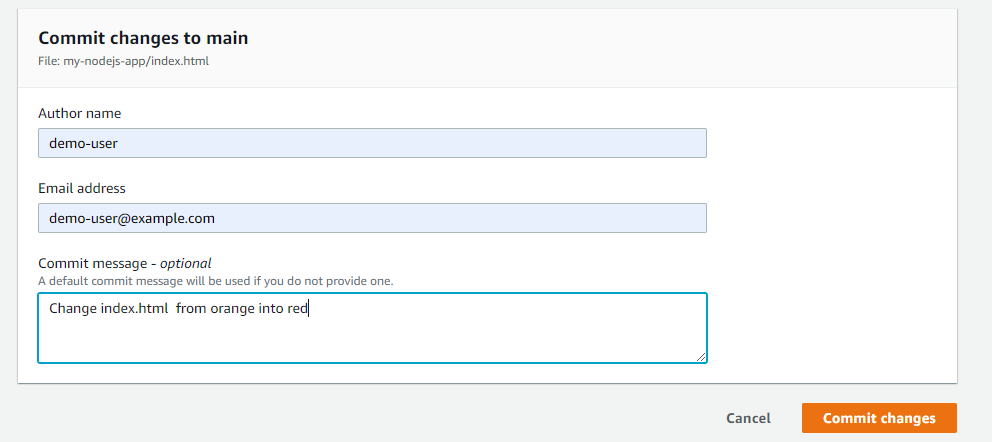 Commit changes to main
File: my-nodejs-app/index.html
Author name
demo-user
Email address
demo-user@example.com
Commit message - optional
A default commit message will be used if you do not provide one.
Change index.html  from orange into red
Cancel
Commit changes